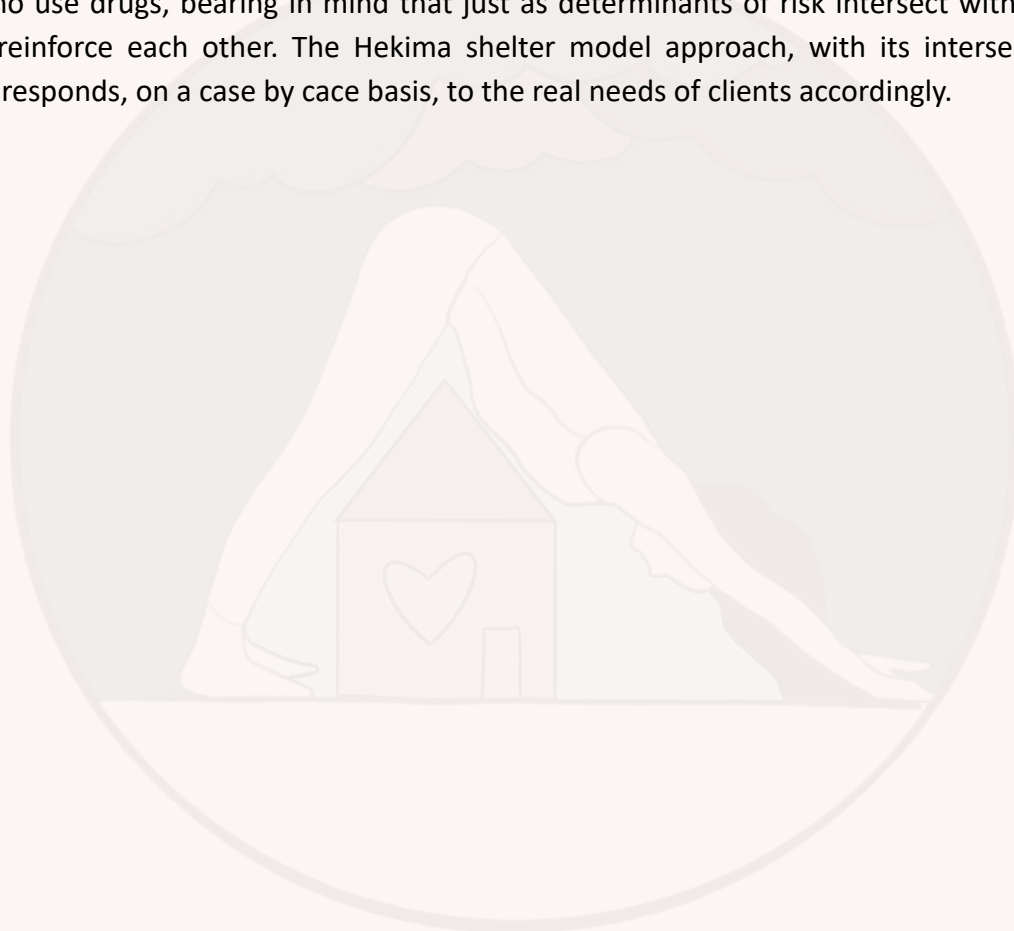 no use drugs, bearing in mind that just as determinants of risk intersect with
reinforce each other. The Hekima shelter model approach, with its interse
responds, on a case by cace basis, to the real needs of clients accordingly.